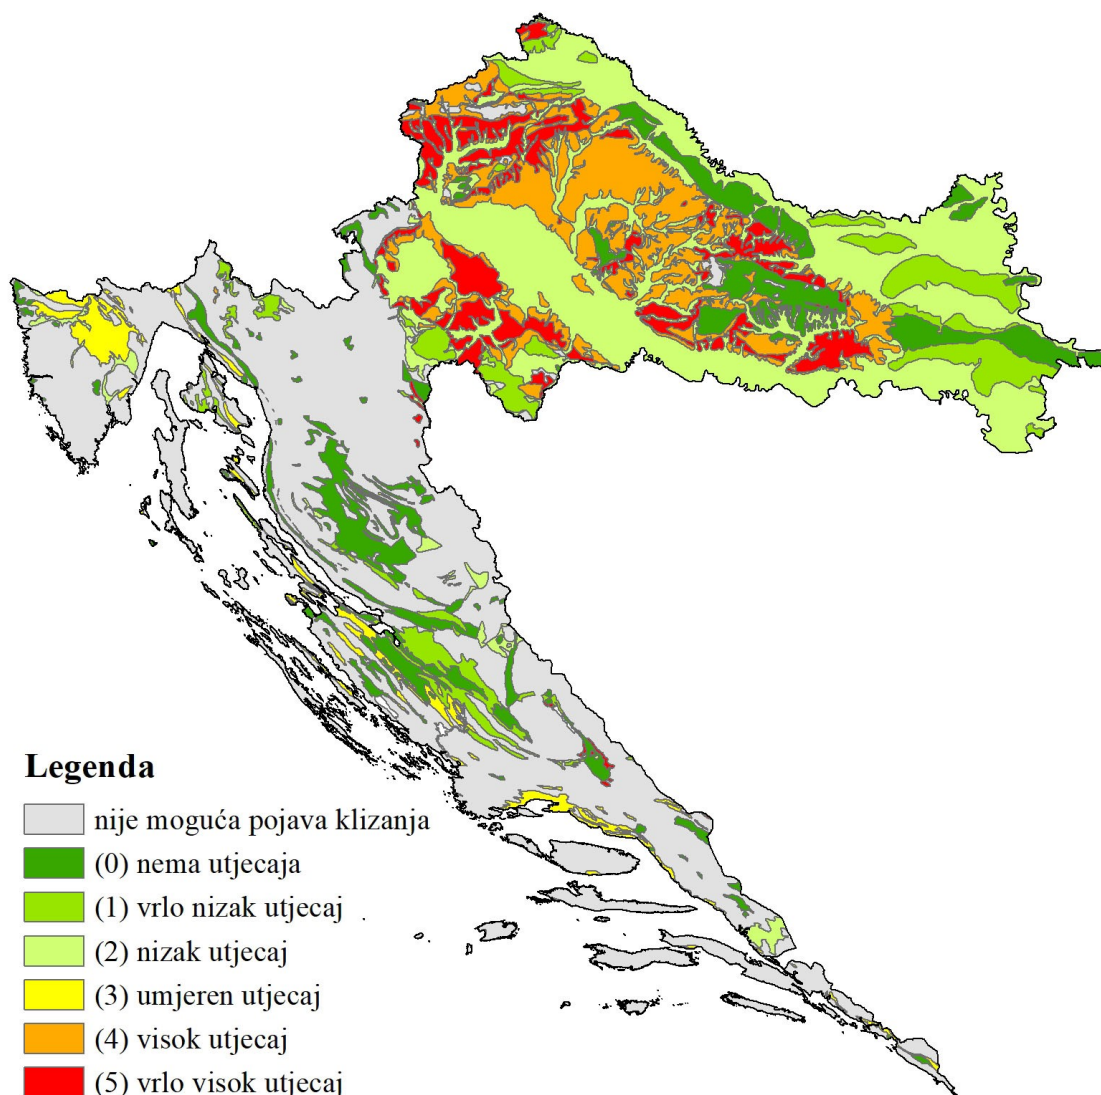 Legenda
nije moguća pojava klizanja
(0) nema utjecaja
(1) vrlo nizak utjecaj
(2) nizak utjecaj
(3) umjeren utjecaj
(4) visok utjecaj
(5) vrlo visok utjecaj